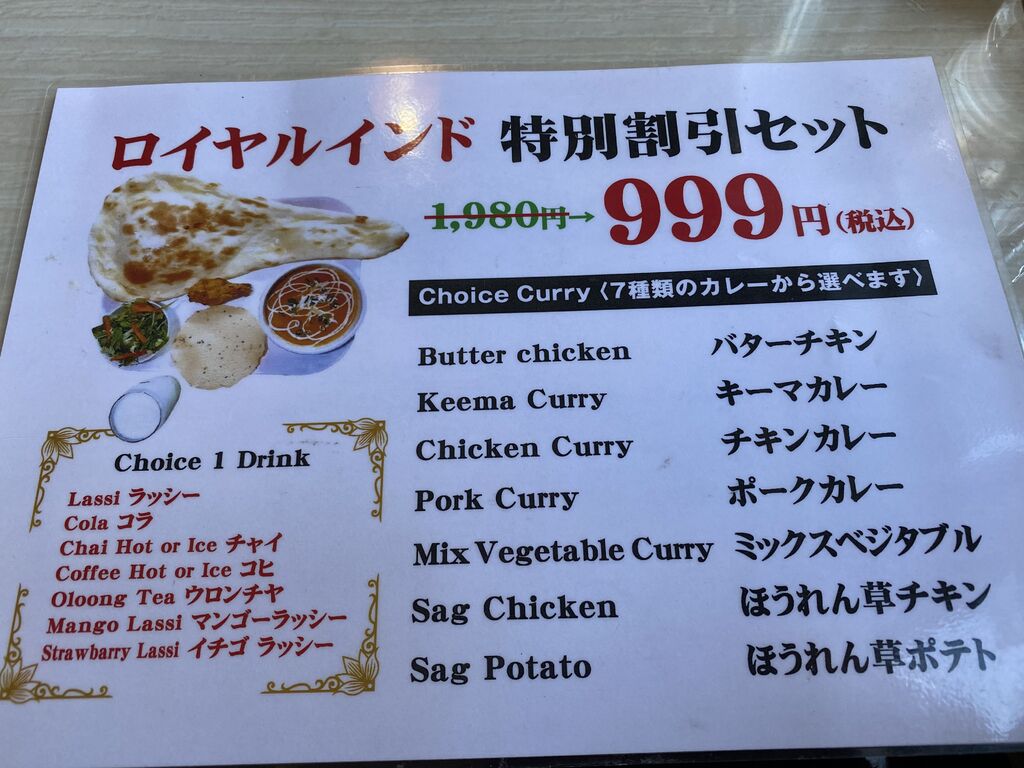 ロイヤルインド 特別割引セット
1,980円→999円(税込)
Choice Curry〈7種類のカレーから選べます〉
Butter chicken バターチキン
Keema Curry キーマカレー
Chicken Curry チキンカレー
Pork Curry ポークカレー
Mix Vegetable Curry ミックスベジタブル
Sag Chicken ほうれん草チキン
Sag Potato ほうれん草ポテト
Choice 1 Drink
Lassi ラッシー
Cola コラ
Chai Hot or Ice チャイ
Coffee Hot or Ice コヒ
Oloong Tea ウロンチヤ
Mango Lassi マンゴーラッシー
Strawbarry Lassi イチゴ ラッシー